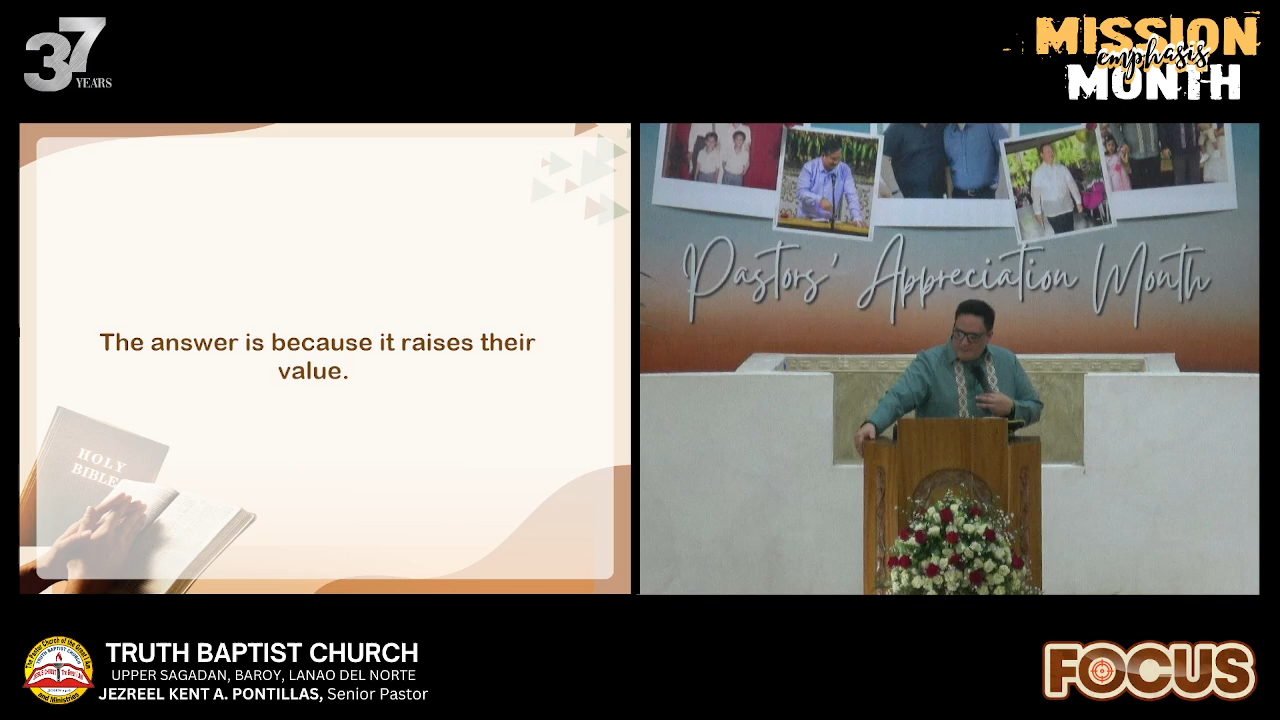 37
YEARS
MISSION
emphasis
MONTH
The answer is because it raises their
value.
HOLY
BIBLE
Pastors' Appreciation Month
TRUTH BAPTIST CHURCH
UPPER SAGADAN, BAROY, LANAO DEL NORTE
JEZREEL KENT A. PONTILLAS, Senior Pastor
FOCUS